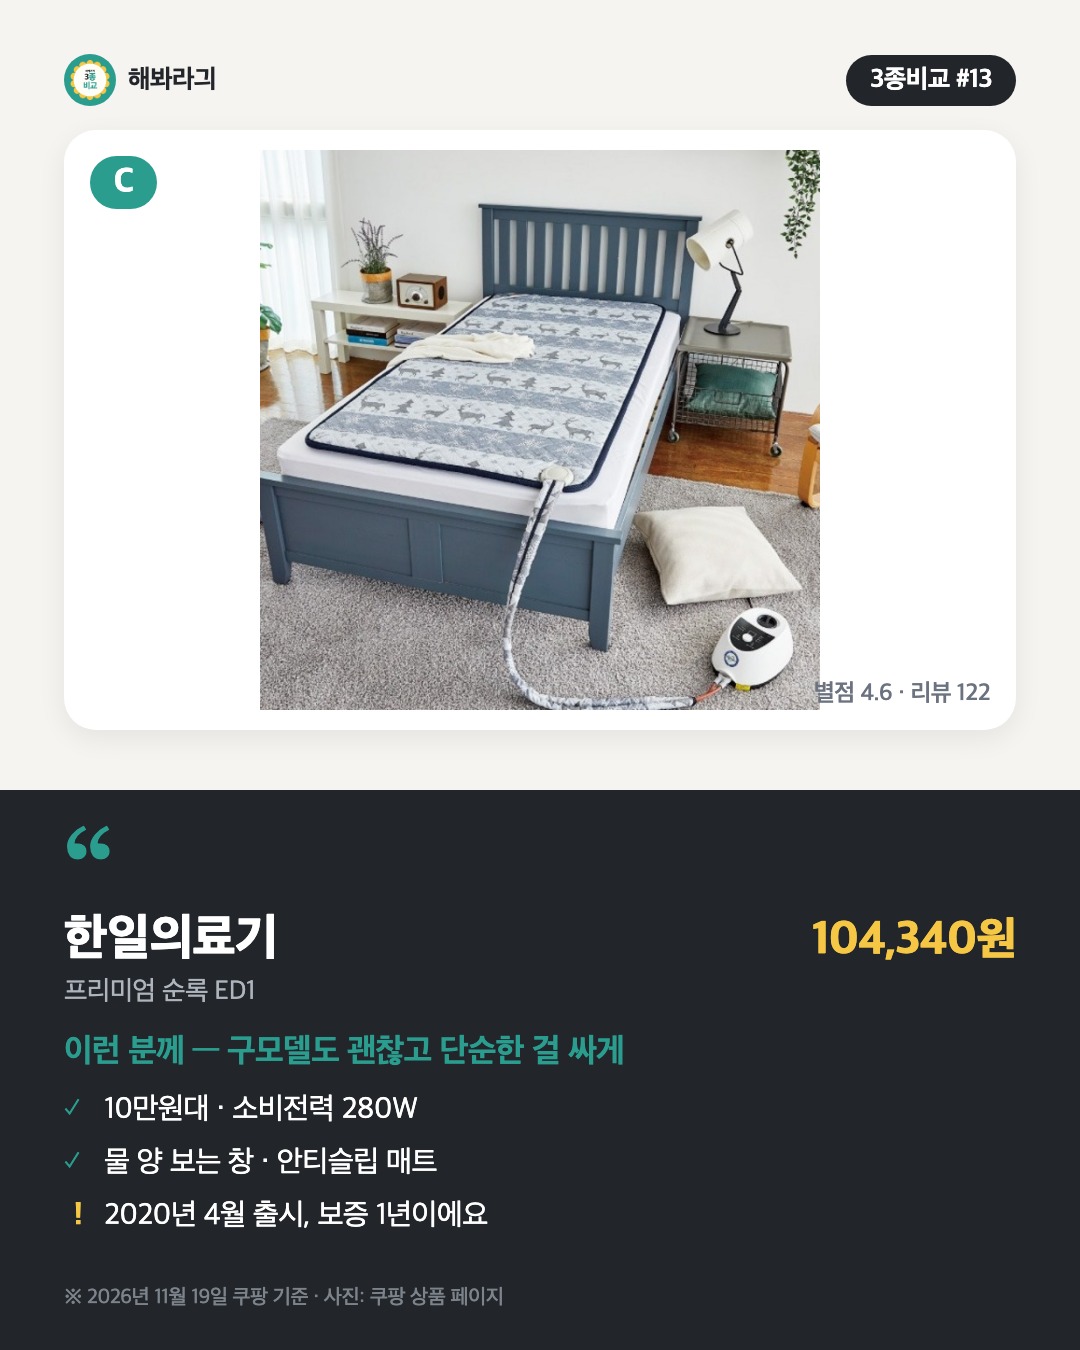 3종
비교
해봐라긔
3종비교 #13
C
별점 4.6 · 리뷰 122
“
한일의료기
104,340원
프리미엄 순록 ED1
이런 분께 — 구모델도 괜찮고 단순한 걸 싸게
✓ 10만원대 · 소비전력 280W
✓ 물 양 보는 창 · 안티슬립 매트
! 2020년 4월 출시, 보증 1년이에요
※ 2026년 11월 19일 쿠팡 기준 · 사진: 쿠팡 상품 페이지